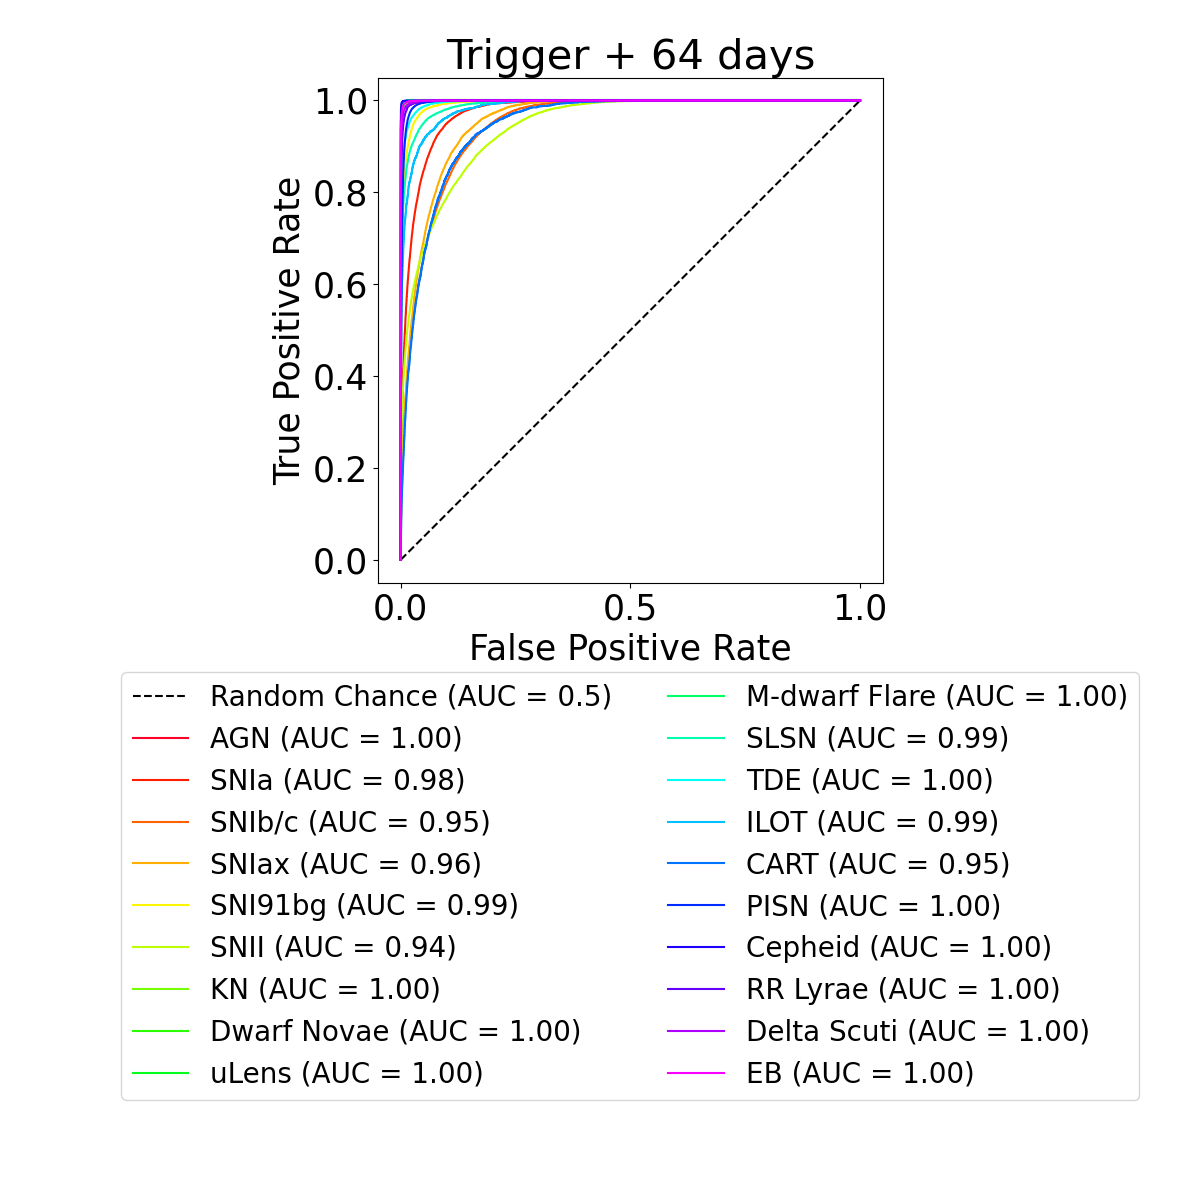 Trigger + 64 days
1.0
0.8
0.6
0.4
0.2
0.0
True Positive Rate
0.0 0.5 1.0
False Positive Rate
Random Chance (AUC = 0.5)
AGN (AUC = 1.00)
SNIa (AUC = 0.98)
SNIb/c (AUC = 0.95)
SNIax (AUC = 0.96)
SNI91bg (AUC = 0.99)
SNII (AUC = 0.94)
KN (AUC = 1.00)
Dwarf Novae (AUC = 1.00)
uLens (AUC = 1.00)
M-dwarf Flare (AUC = 1.00)
SLSN (AUC = 0.99)
TDE (AUC = 1.00)
ILOT (AUC = 0.99)
CART (AUC = 0.95)
PISN (AUC = 1.00)
Cepheid (AUC = 1.00)
RR Lyrae (AUC = 1.00)
Delta Scuti (AUC = 1.00)
EB (AUC = 1.00)